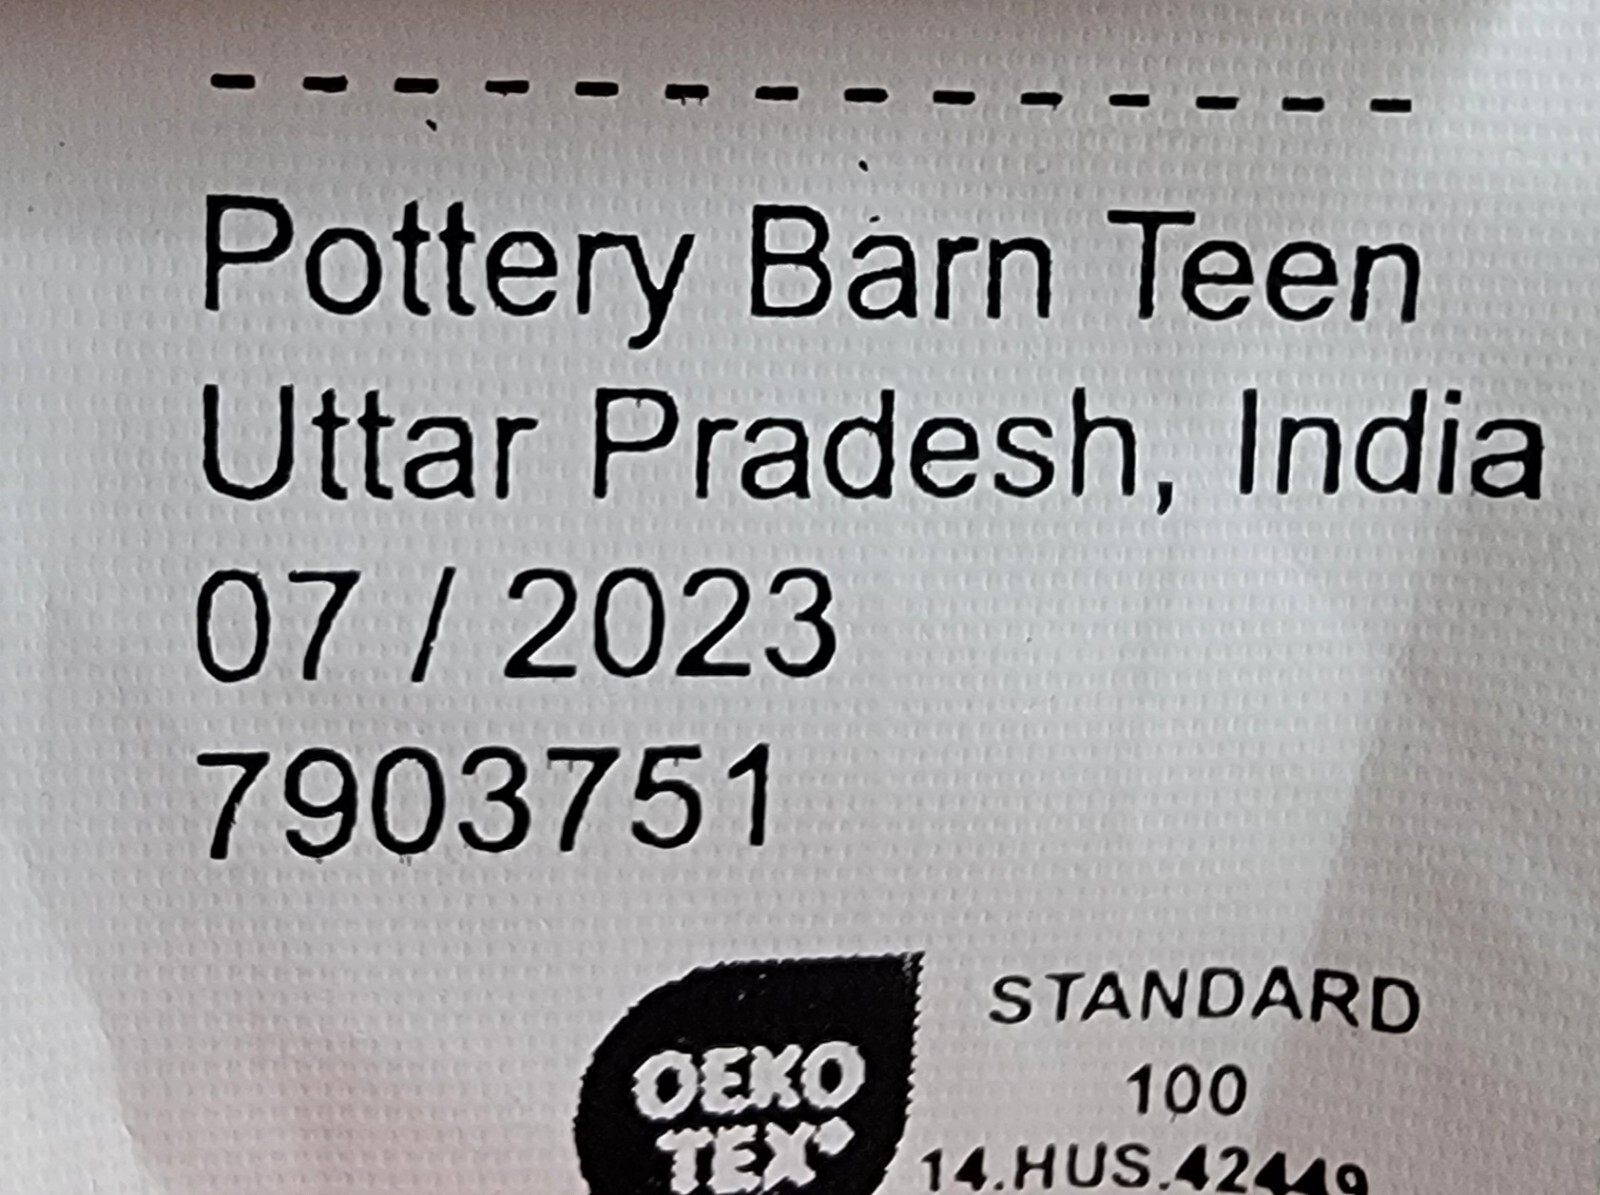 Pottery Barn Teen
Uttar Pradesh, India
07 / 2023
7903751
OEKO
TEX®
STANDARD
100
14.HUS.42449